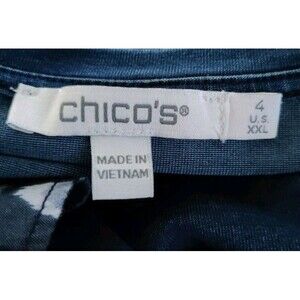 chico's®
4
U.S.
XXL
MADE IN
VIETNAM